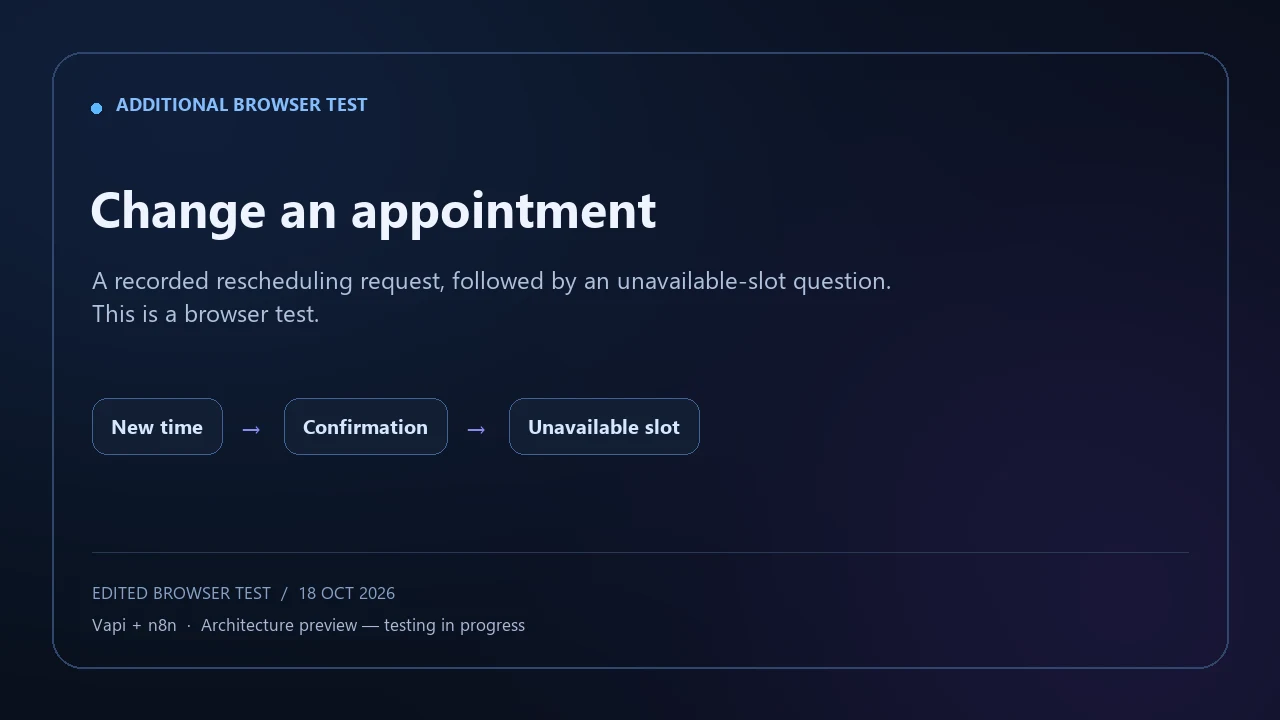 ADDITIONAL BROWSER TEST
Change an appointment
A recorded rescheduling request, followed by an unavailable-slot question.
This is a browser test.
New time → Confirmation → Unavailable slot
EDITED BROWSER TEST / 18 OCT 2026
Vapi + n8n · Architecture preview — testing in progress